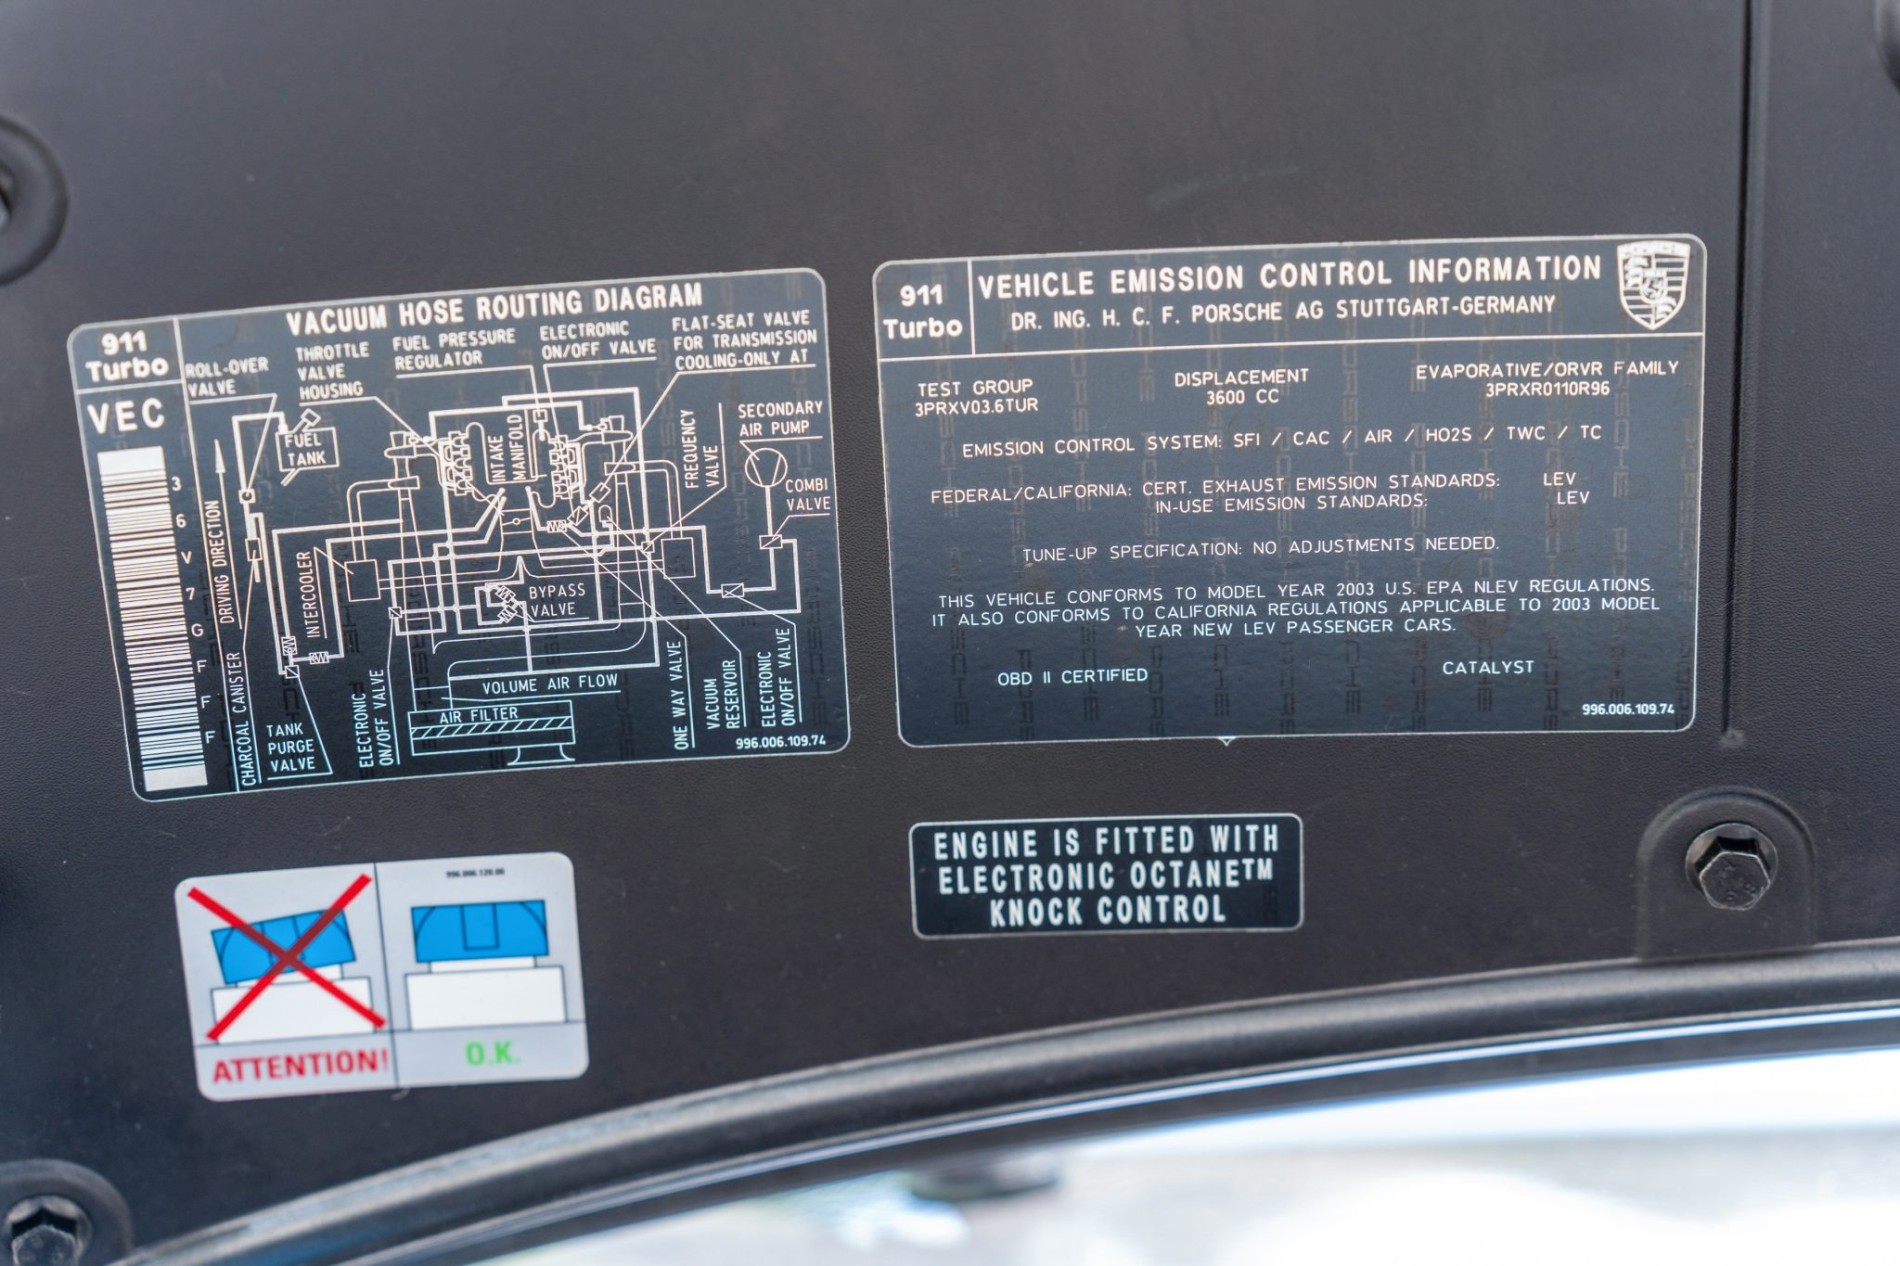 911
Turbo
VEC
3
6
V
7
G
F
F
F
VACUUM HOSE ROUTING DIAGRAM
ROLL-OVER
VALVE
THROTTLE
VALVE
HOUSING
FUEL PRESSURE
REGULATOR
ELECTRONIC
ON/OFF VALVE
FLAT-SEAT VALVE
FOR TRANSMISSION
COOLING-ONLY AT
FUEL
TANK
INTAKE
MANIFOLD
FREQUENCY
VALVE
SECONDARY
AIR PUMP
COMBI
VALVE
DRIVING DIRECTION
INTERCOOLER
BYPASS
VALVE
CHARCOAL CANISTER
TANK
PURGE
VALVE
ELECTRONIC
ON/OFF VALVE
VOLUME AIR FLOW
AIR FILTER
ONE WAY VALVE
VACUUM
RESERVOIR
ELECTRONIC
ON/OFF VALVE
996.006.109.74
911
Turbo
VEHICLE EMISSION CONTROL INFORMATION
DR. ING. H. C. F. PORSCHE AG STUTTGART-GERMANY
PORSCHE
TEST GROUP
3PRXV03.6TUR
DISPLACEMENT
3600 CC
EVAPORATIVE/ORVR FAMILY
3PRXR0110R96
EMISSION CONTROL SYSTEM: SFI / CAC / AIR / HO2S / TWC / TC
FEDERAL/CALIFORNIA: CERT. EXHAUST EMISSION STANDARDS: LEV
IN-USE EMISSION STANDARDS: LEV
TUNE-UP SPECIFICATION: NO ADJUSTMENTS NEEDED.
THIS VEHICLE CONFORMS TO MODEL YEAR 2003 U.S. EPA NLEV REGULATIONS.
IT ALSO CONFORMS TO CALIFORNIA REGULATIONS APPLICABLE TO 2003 MODEL
YEAR NEW LEV PASSENGER CARS.
OBD II CERTIFIED
CATALYST
996.006.109.74
ENGINE IS FITTED WITH
ELECTRONIC OCTANE™
KNOCK CONTROL
996.006.120.00
ATTENTION!
O.K.